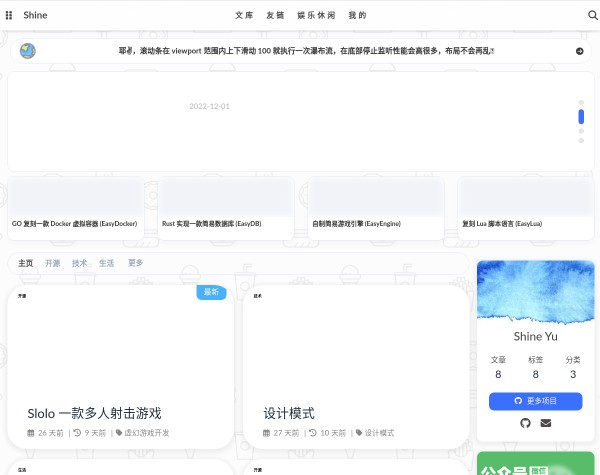 Shine
文库 友链 娱乐休闲 我的
耶✌，滚动条在 viewport 范围内上下滑动 100 就执行一次瀑布流，在底部停止监听性能会高很多，布局不会再乱
2022-12-01
GO 复刻一款 Docker 虚拟容器 (EasyDocker)
Rust 实现一款简易数据库 (EasyDB)
自制简易游戏引擎 (EasyEngine)
复刻 Lua 脚本语言 (EasyLua)
主页 开源 技术 生活 更多
开源
最新
Slolo 一款多人射击游戏
26 天前 | 9 天前 | 虚幻游戏开发
技术
设计模式
27 天前 | 10 天前 | 设计模式
Shine Yu
文章 标签 分类
8 8 3
更多项目
生活
开源
公众号 微信